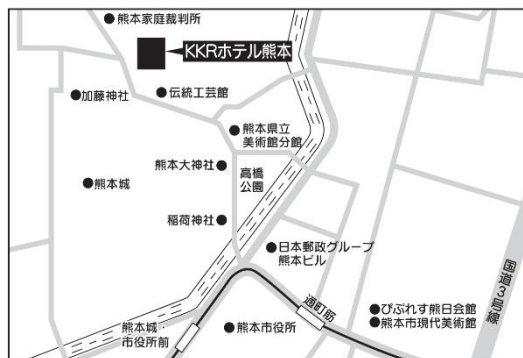 ●熊本家庭裁判所
KKRホテル熊本
●加藤神社
●伝統工芸館
●熊本県立
美術館分館
熊本大神社●
高橋
公園
●熊本城
稲荷神社●
●日本郵政グループ
熊本ビル
国道3号線
通町筋
●びぷれす熊日会館
●熊本市現代美術館
熊本城・
市役所前
●熊本市役所